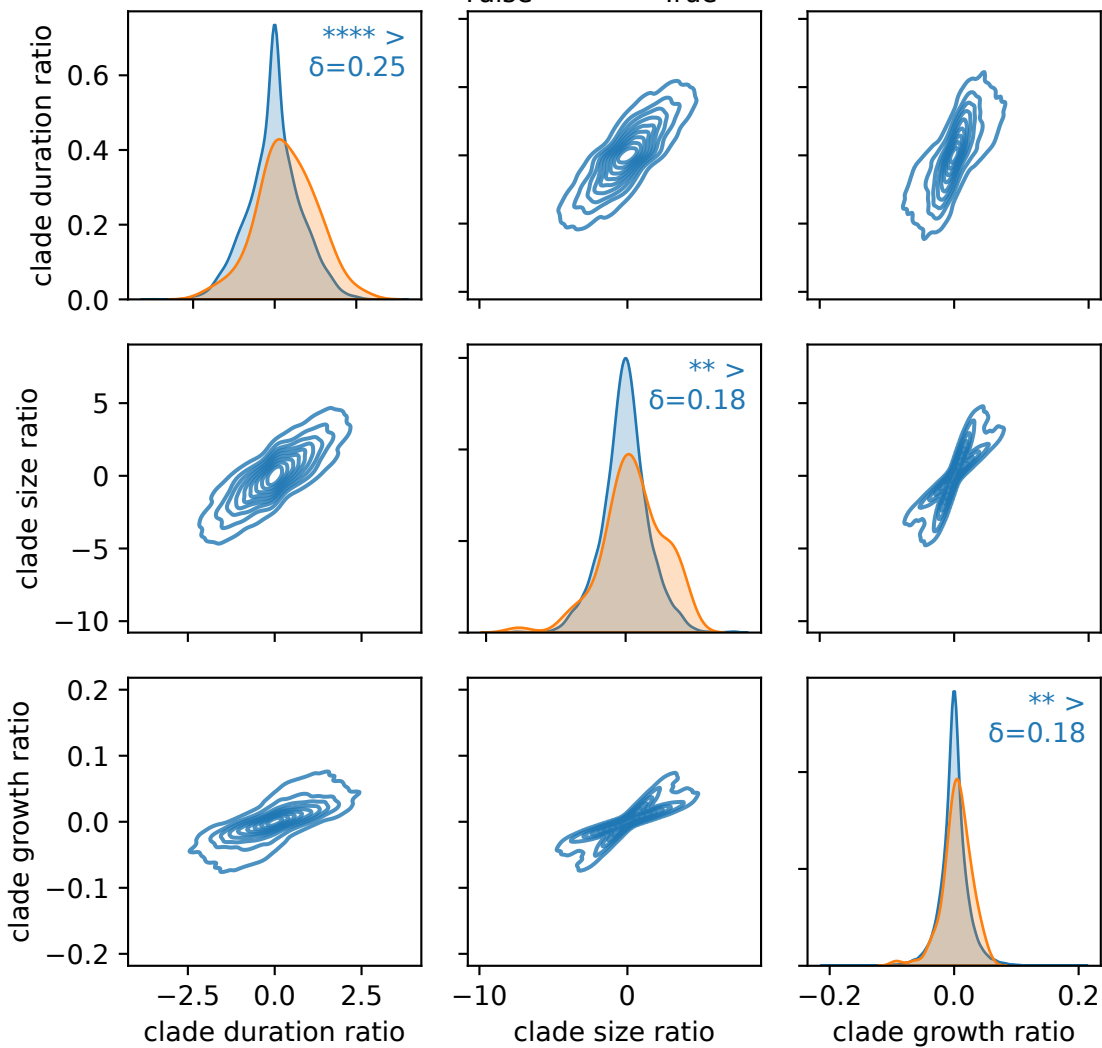 False True
clade duration ratio
0.6
0.4
0.2
0.0
**** >
δ=0.25
clade size ratio
5
0
−5
−10
** >
δ=0.18
clade growth ratio
0.2
0.1
0.0
−0.1
−0.2
** >
δ=0.18
−2.5 0.0 2.5
−10 0
−0.2 0.0 0.2
clade duration ratio
clade size ratio
clade growth ratio